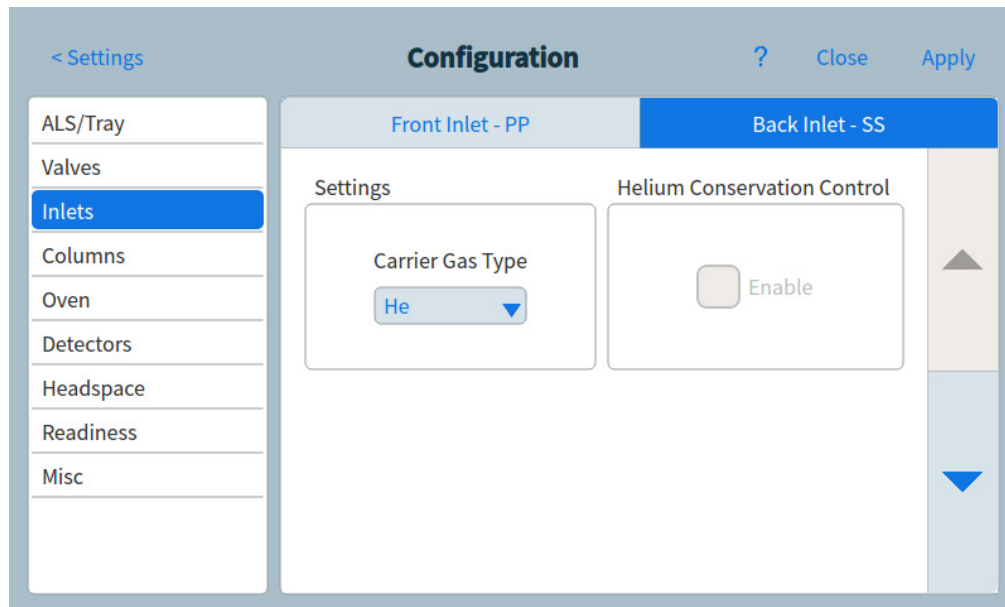 < Settings
Configuration
?
Close
Apply
ALS/Tray
Valves
Inlets
Columns
Oven
Detectors
Headspace
Readiness
Misc
Front Inlet - PP
Back Inlet - SS
Settings
Carrier Gas Type
He
Helium Conservation Control
Enable